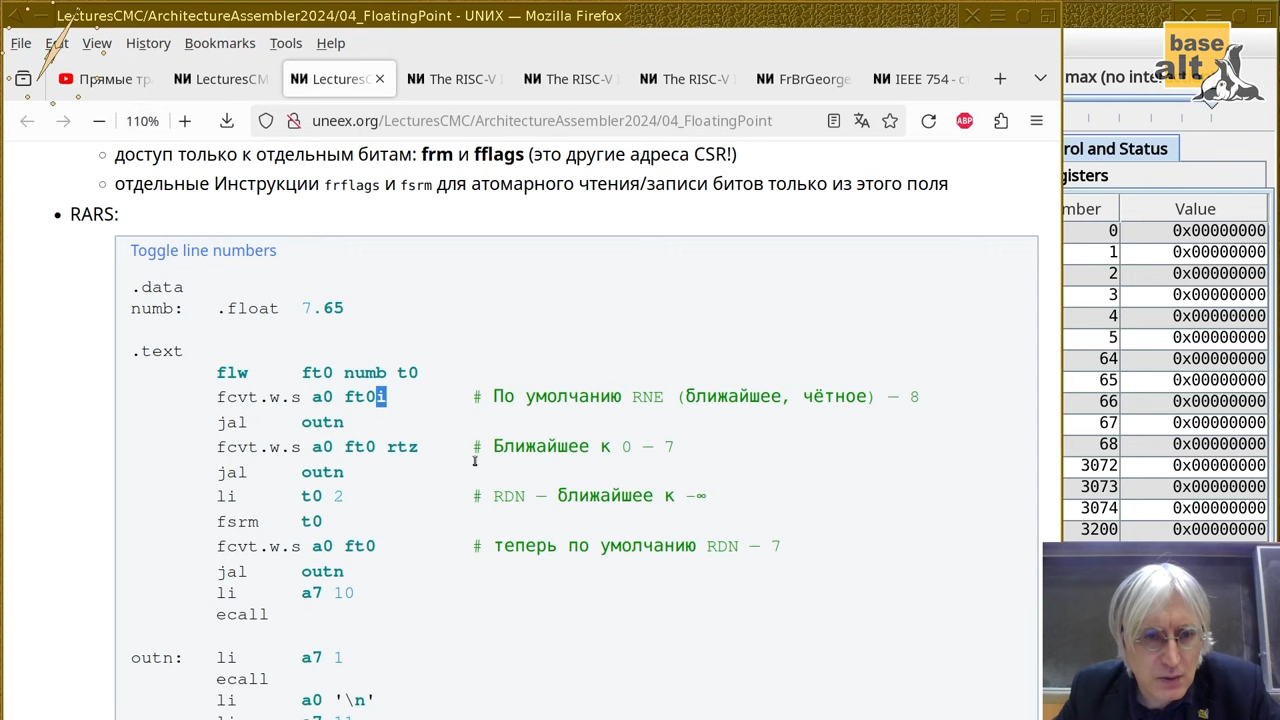 LecturesCMC/ArchitectureAssembler2024/04_FloatingPoint - UNИX — Mozilla Firefox
File Edit View History Bookmarks Tools Help
base
alt
max (no inte
Прямые тр
LecturesCM
Lectures
The RISC-V
The RISC-V
The RISC-V
FrBrGeorge
IEEE 754 - с
110%
uneex.org/LecturesCMC/ArchitectureAssembler2024/04_FloatingPoint
ABP
доступ только к отдельным битам: frm и fflags (это другие адреса CSR!)
отдельные Инструкции frflags и fsrm для атомарного чтения/записи битов только из этого поля
RARS:
Toggle line numbers
.data
numb: .float 7.65
.text
flw ft0 numb t0
fcvt.w.s a0 ft0i # По умолчанию RNE (ближайшее, чётное) — 8
jal outn
fcvt.w.s a0 ft0 rtz # Ближайшее к 0 — 7
jal outn
li t0 2 # RDN — ближайшее к -∞
fsrm t0
fcvt.w.s a0 ft0 # теперь по умолчанию RDN — 7
jal outn
li a7 10
ecall
outn: li a7 1
ecall
li a0 '\n'
li a7 11
rol and Status
gisters
mber Value
0 0x00000000
1 0x00000000
2 0x00000000
3 0x00000000
4 0x00000000
5 0x00000000
64 0x00000000
65 0x00000000
66 0x00000000
67 0x00000000
68 0x00000000
3072 0x00000000
3073 0x00000000
3074 0x00000000
3200 0x00000000